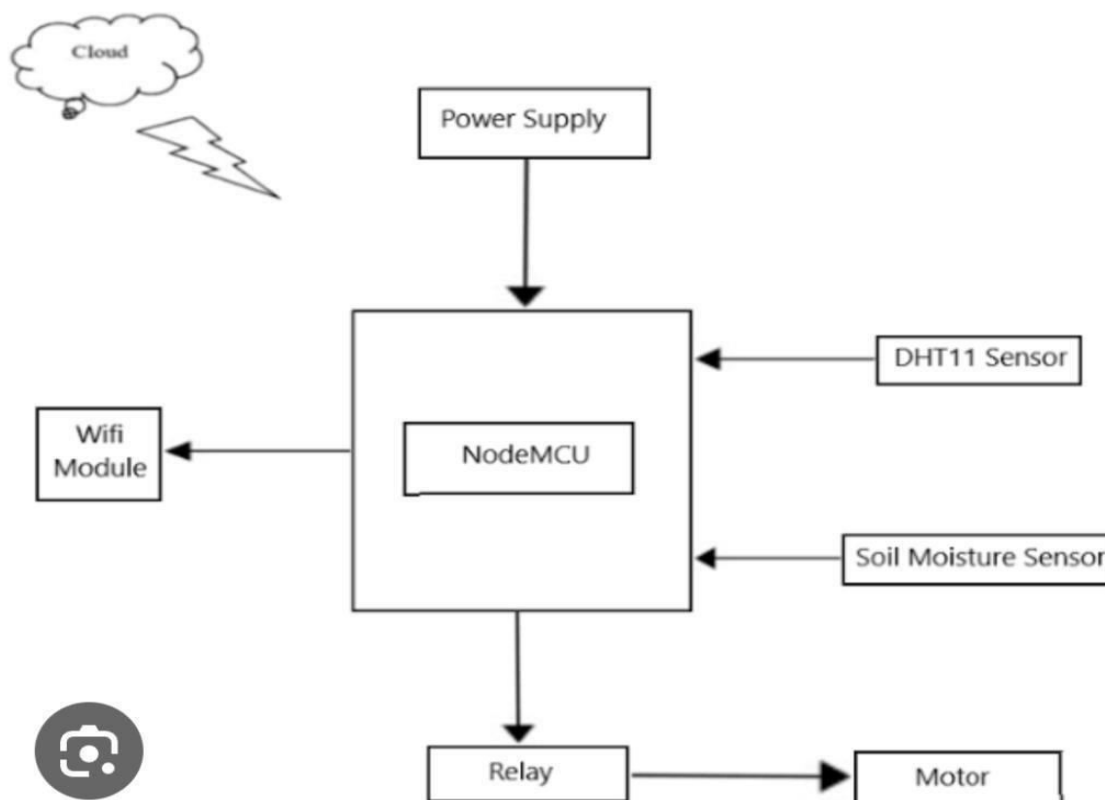 Cloud
Power Supply
DHT11 Sensor
Wifi
Module
NodeMCU
Soil Moisture Sensor
Relay
Motor